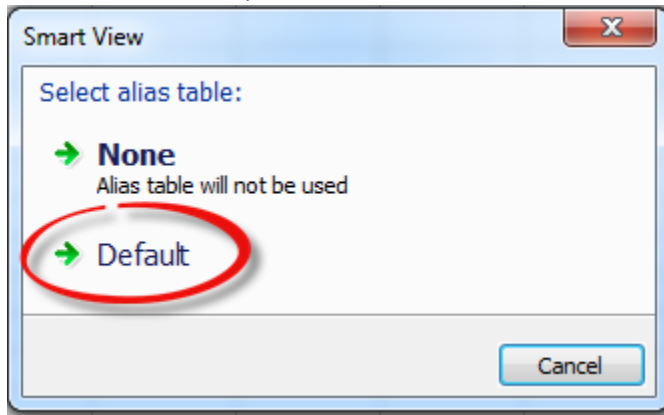 Smart View
Select alias table:
None
Alias table will not be used
Default
Cancel